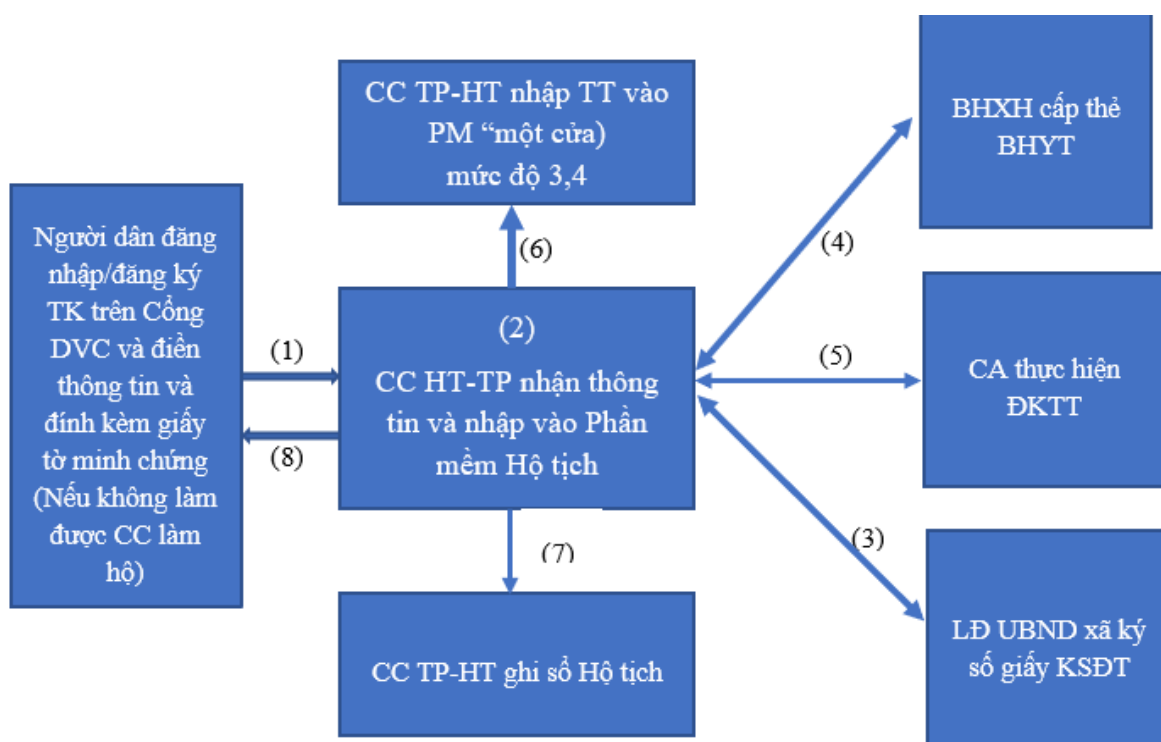 CC TP-HT nhập TT vào
PM “một cửa)
mức độ 3,4
BHXH cấp thẻ
BHYT
Người dân đăng
nhập/đăng ký
TK trên Cổng
DVC và điền
thông tin và
đính kèm giấy
tờ minh chứng
(Nếu không làm
được CC làm
hộ)
(6)
(4)
(1)
(8)
(2)
CC HT-TP nhận thông
tin và nhập vào Phần
mềm Hộ tịch
(5)
CA thực hiện
ĐKTT
(7)
(3)
CC TP-HT ghi sổ Hộ tịch
LĐ UBND xã ký
số giấy KSĐT